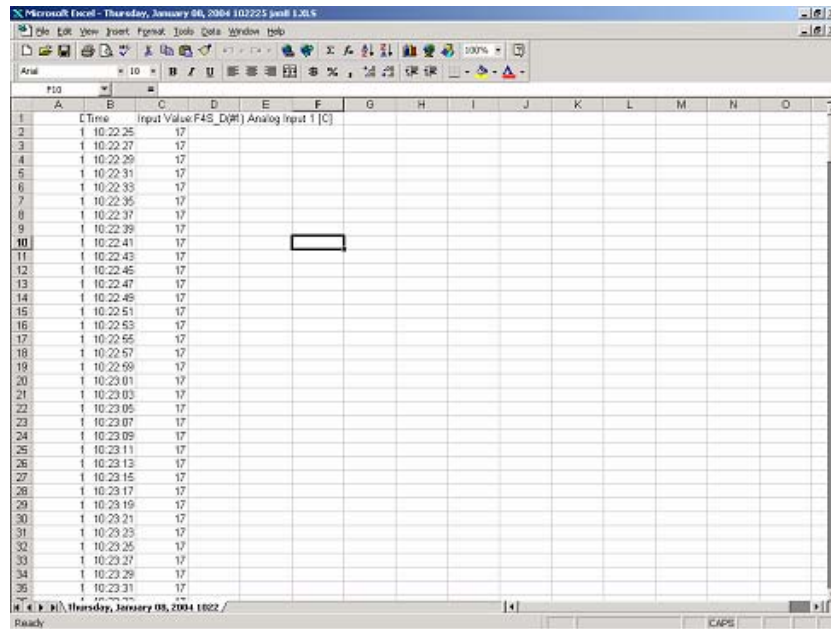 Microsoft Excel - Thursday, January 08, 2004 102225 jan8 1.XLS
File Edit View Insert Format Tools Data Window Help
100%
Arial 10 B I U $ % ,
F10 =
A B C D E F G H I J K L M N O
1 Time Input Value:F4S_D(#1) Analog Input 1 [C]
2 1 10:22:25 17
3 1 10:22:27 17
4 1 10:22:29 17
5 1 10:22:31 17
6 1 10:22:33 17
7 1 10:22:35 17
8 1 10:22:37 17
9 1 10:22:39 17
10 1 10:22:41 17
11 1 10:22:43 17
12 1 10:22:45 17
13 1 10:22:47 17
14 1 10:22:49 17
15 1 10:22:51 17
16 1 10:22:53 17
17 1 10:22:55 17
18 1 10:22:57 17
19 1 10:22:59 17
20 1 10:23:01 17
21 1 10:23:03 17
22 1 10:23:05 17
23 1 10:23:07 17
24 1 10:23:09 17
25 1 10:23:11 17
26 1 10:23:13 17
27 1 10:23:15 17
28 1 10:23:17 17
29 1 10:23:19 17
30 1 10:23:21 17
31 1 10:23:23 17
32 1 10:23:25 17
33 1 10:23:27 17
34 1 10:23:29 17
35 1 10:23:31 17
Thursday, January 08, 2004 1022
Ready CAPS